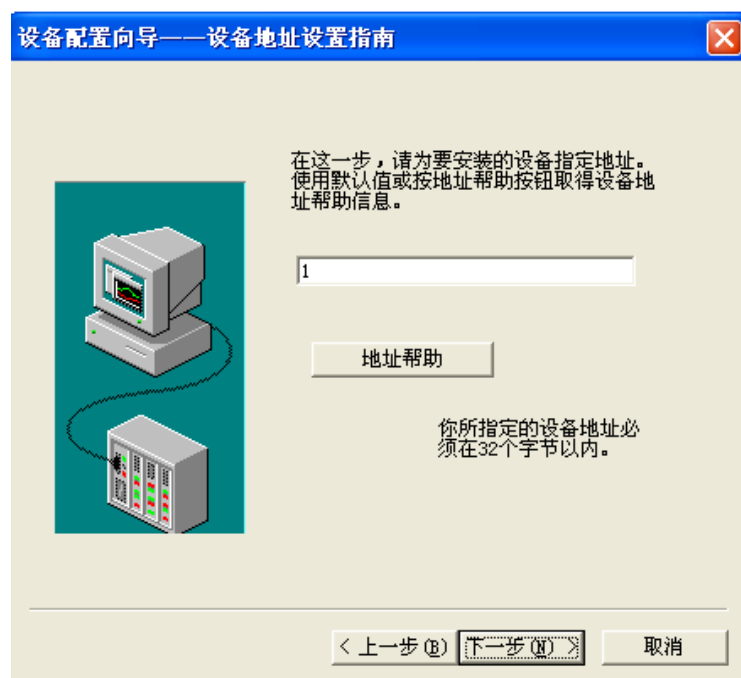 设备配置向导——设备地址设置指南
在这一步，请为要安装的设备指定地址。
使用默认值或按地址帮助按钮取得设备地
址帮助信息。
1
地址帮助
你所指定的设备地址必
须在32个字节以内。
< 上一步(B)
下一步(N) >
取消